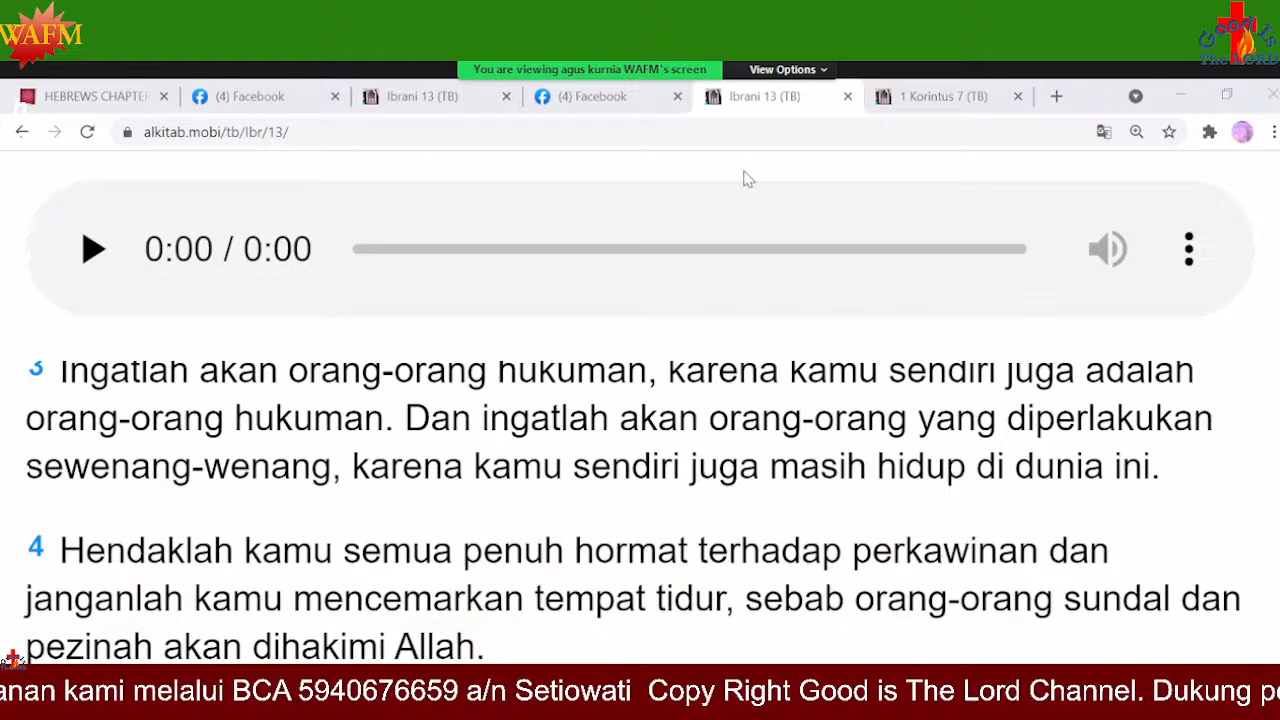 WAFM
Good Is
The LORD
You are viewing agus kurnia WAFM's screen
View Options
HEBREWS CHAPTE
(4) Facebook
Ibrani 13 (TB)
(4) Facebook
Ibrani 13 (TB)
1 Korintus 7 (TB)
alkitab.mobi/tb/Ibr/13/
0:00 / 0:00
3 Ingatlah akan orang-orang hukuman, karena kamu sendiri juga adalah
orang-orang hukuman. Dan ingatlah akan orang-orang yang diperlakukan
sewenang-wenang, karena kamu sendiri juga masih hidup di dunia ini.
4 Hendaklah kamu semua penuh hormat terhadap perkawinan dan
janganlah kamu mencemarkan tempat tidur, sebab orang-orang sundal dan
pezinah akan dihakimi Allah.
anan kami melalui BCA 5940676659 a/n Setiowati Copy Right Good is The Lord Channel. Dukung pe